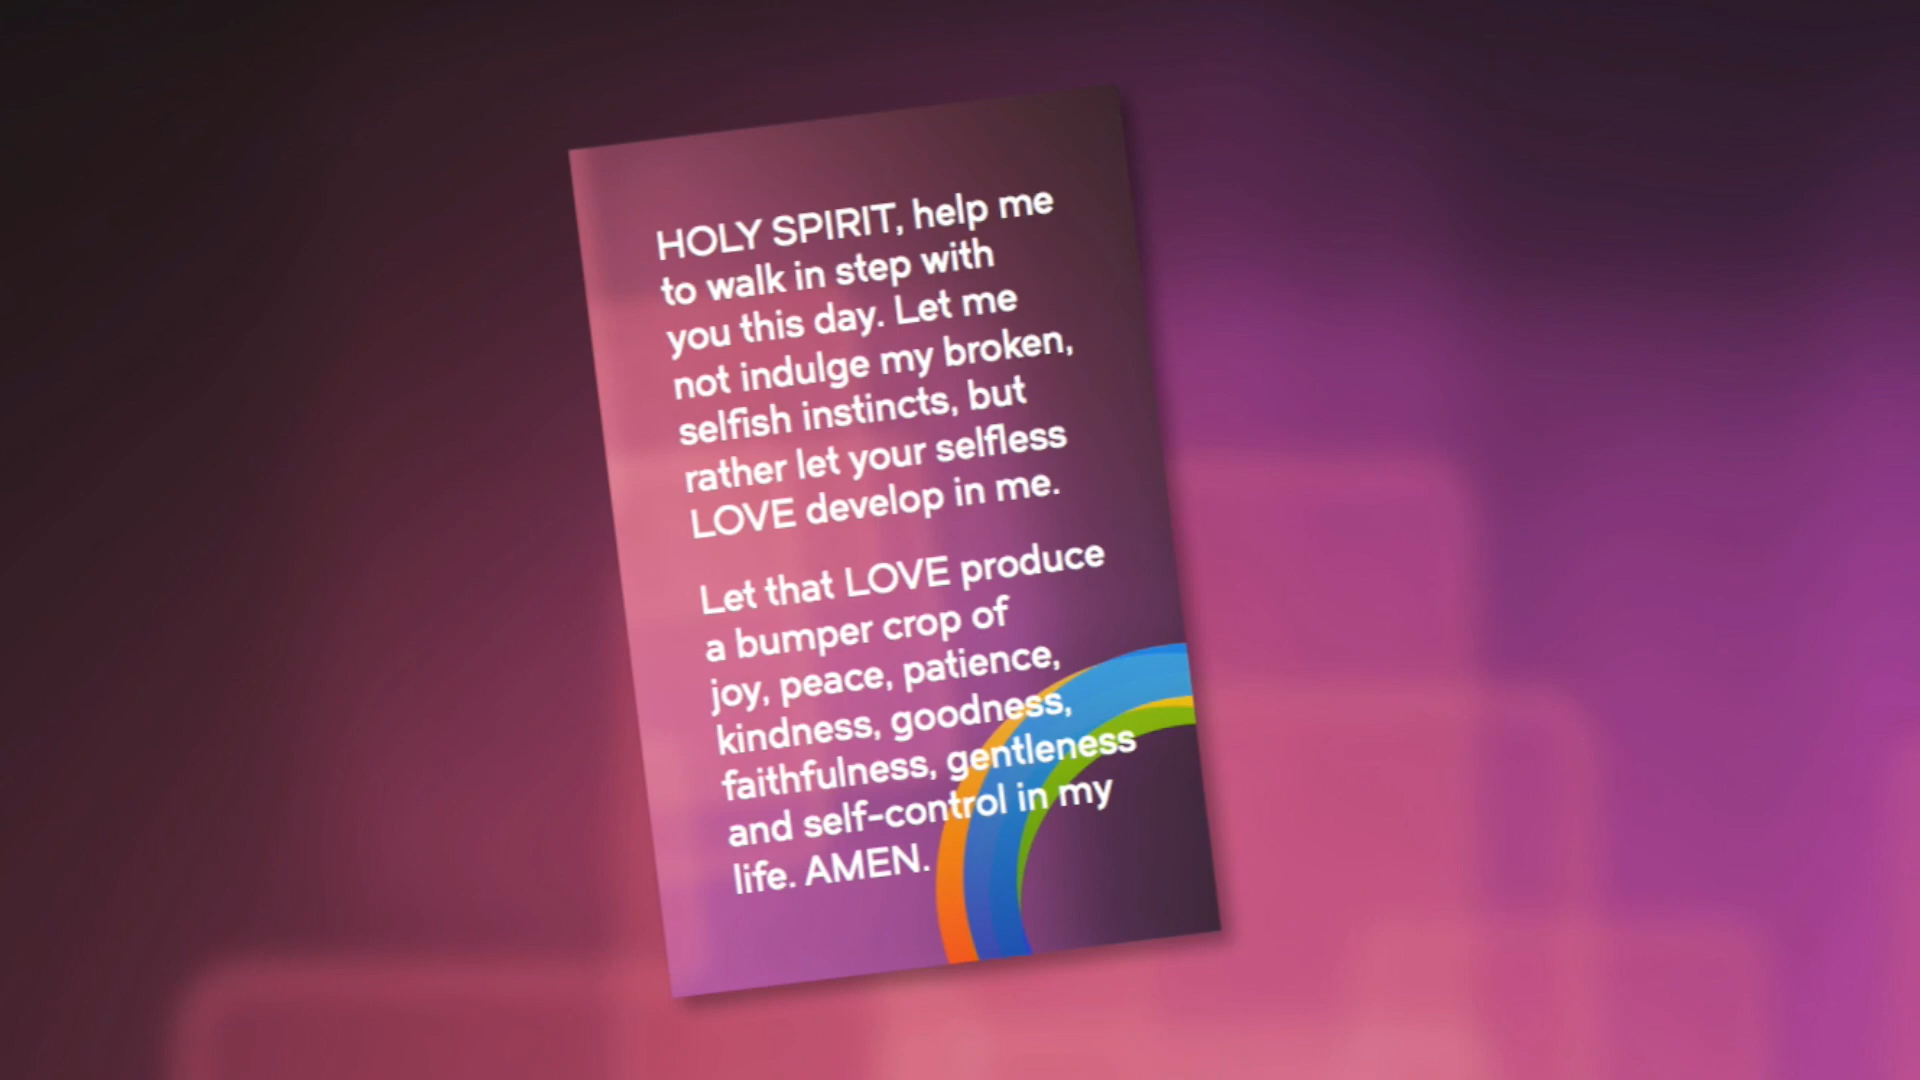 HOLY SPIRIT, help me
to walk in step with
you this day. Let me
not indulge my broken,
selfish instincts, but
rather let your selfless
LOVE develop in me.
Let that LOVE produce
a bumper crop of
joy, peace, patience,
kindness, goodness,
faithfulness, gentleness
and self-control in my
life. AMEN.